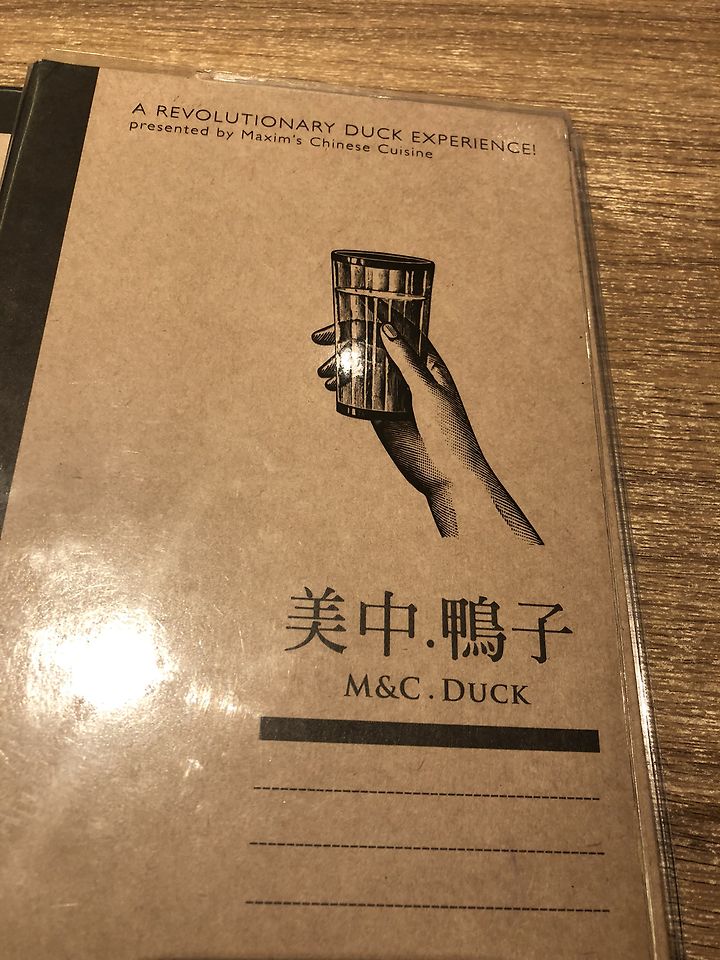 A REVOLUTIONARY DUCK EXPERIENCE!
presented by Maxim's Chinese Cuisine
美中.鴨子
M&C.DUCK